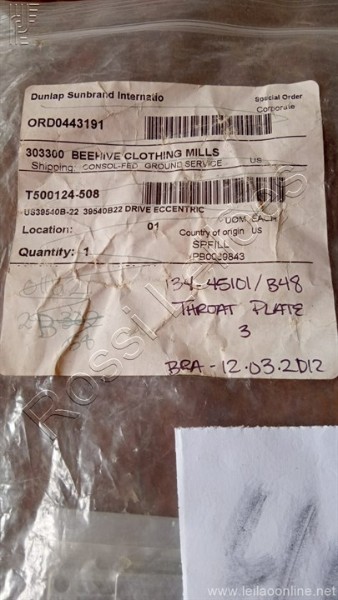 Dunlap Sunbrand Internatio
Special Order
Corporate
ORD0443191
303300 BEEHIVE CLOTHING MILLS
Shipping: CONSOL-FED GROUND SERVICE US
T500124-508
US39540B-22 39540B22 DRIVE ECCENTRIC
UOM EACH
Location: 01 Country of origin US
Quantity: 1 SPFILL
134-45101/B48
THROAT PLATE
3
BRA-12.03.2012
Rossi Leilões
www.leilaoonline.net